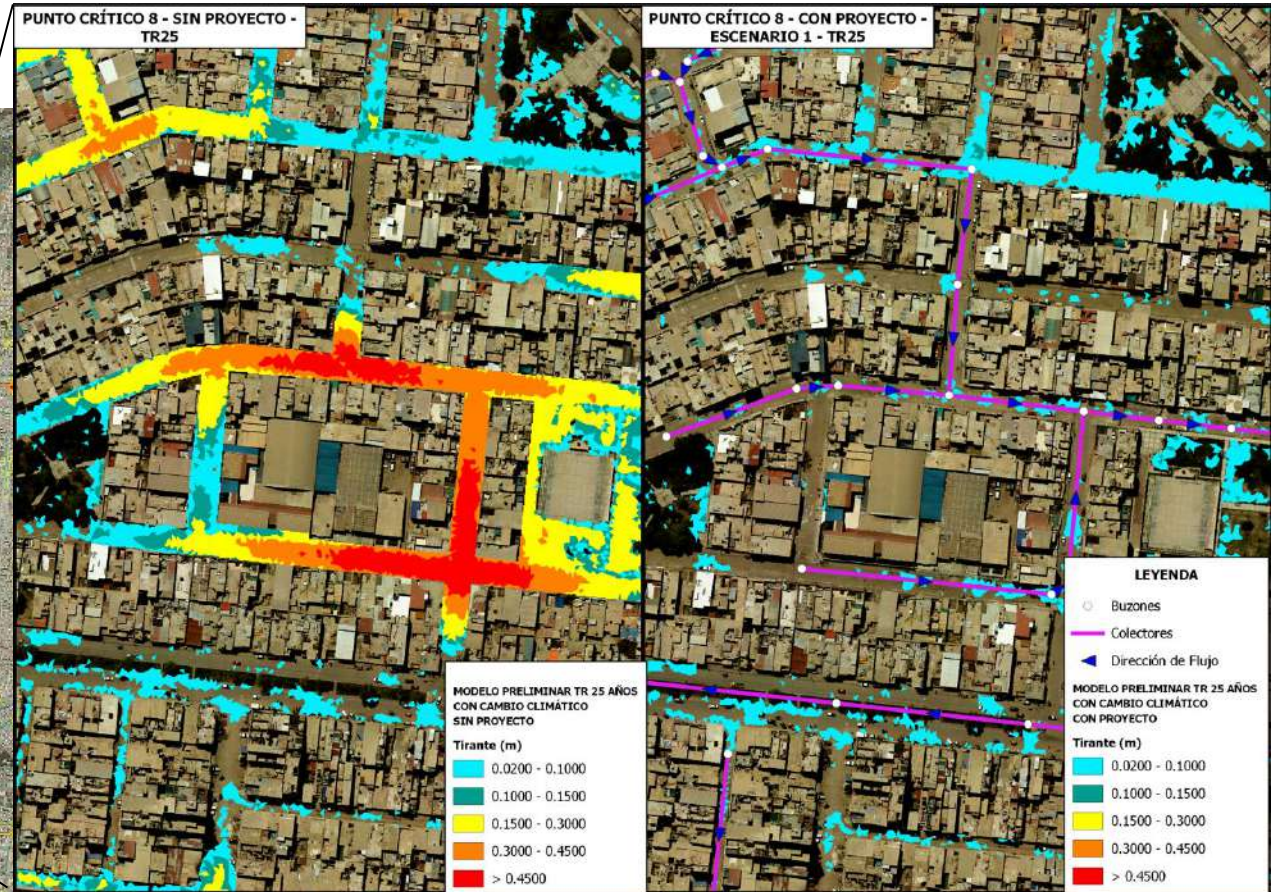 PUNTO CRÍTICO 8 - SIN PROYECTO -
TR25
PUNTO CRÍTICO 8 - CON PROYECTO -
ESCENARIO 1 - TR25
MODELO PRELIMINAR TR 25 AÑOS
CON CAMBIO CLIMÁTICO
SIN PROYECTO
Tirante (m)
0.0200 - 0.1000
0.1000 - 0.1500
0.1500 - 0.3000
0.3000 - 0.4500
> 0.4500
LEYENDA
Buzones
Colectores
Dirección de Flujo
MODELO PRELIMINAR TR 25 AÑOS
CON CAMBIO CLIMÁTICO
CON PROYECTO
Tirante (m)
0.0200 - 0.1000
0.1000 - 0.1500
0.1500 - 0.3000
0.3000 - 0.4500
> 0.4500